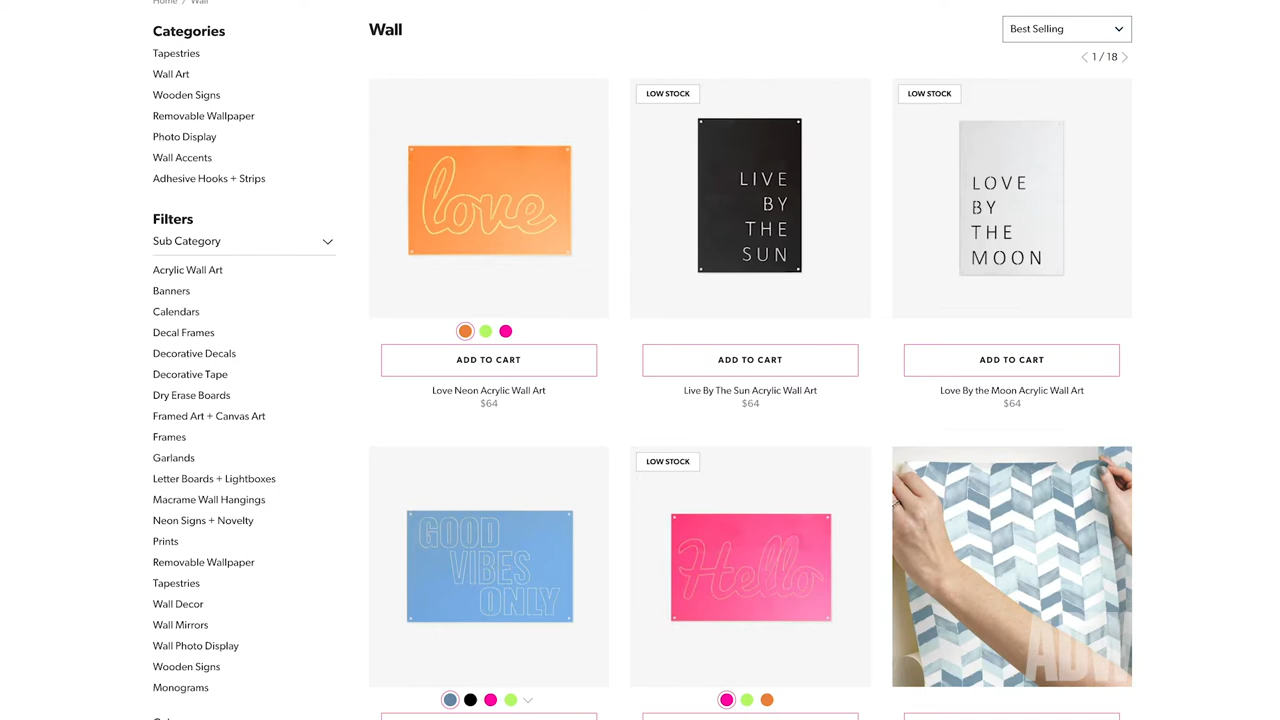 Home / Wall
Categories
Tapestries
Wall Art
Wooden Signs
Removable Wallpaper
Photo Display
Wall Accents
Adhesive Hooks + Strips
Filters
Sub Category
Acrylic Wall Art
Banners
Calendars
Decal Frames
Decorative Decals
Decorative Tape
Dry Erase Boards
Framed Art + Canvas Art
Frames
Garlands
Letter Boards + Lightboxes
Macrame Wall Hangings
Neon Signs + Novelty
Prints
Removable Wallpaper
Tapestries
Wall Decor
Wall Mirrors
Wall Photo Display
Wooden Signs
Monograms
Wall
Best Selling
1 / 18
love
ADD TO CART
Love Neon Acrylic Wall Art
$64
LOW STOCK
LIVE
BY
THE
SUN
ADD TO CART
Live By The Sun Acrylic Wall Art
$64
LOW STOCK
LOVE
BY
THE
MOON
ADD TO CART
Love By the Moon Acrylic Wall Art
$64
GOOD
VIBES
ONLY
LOW STOCK
Hello